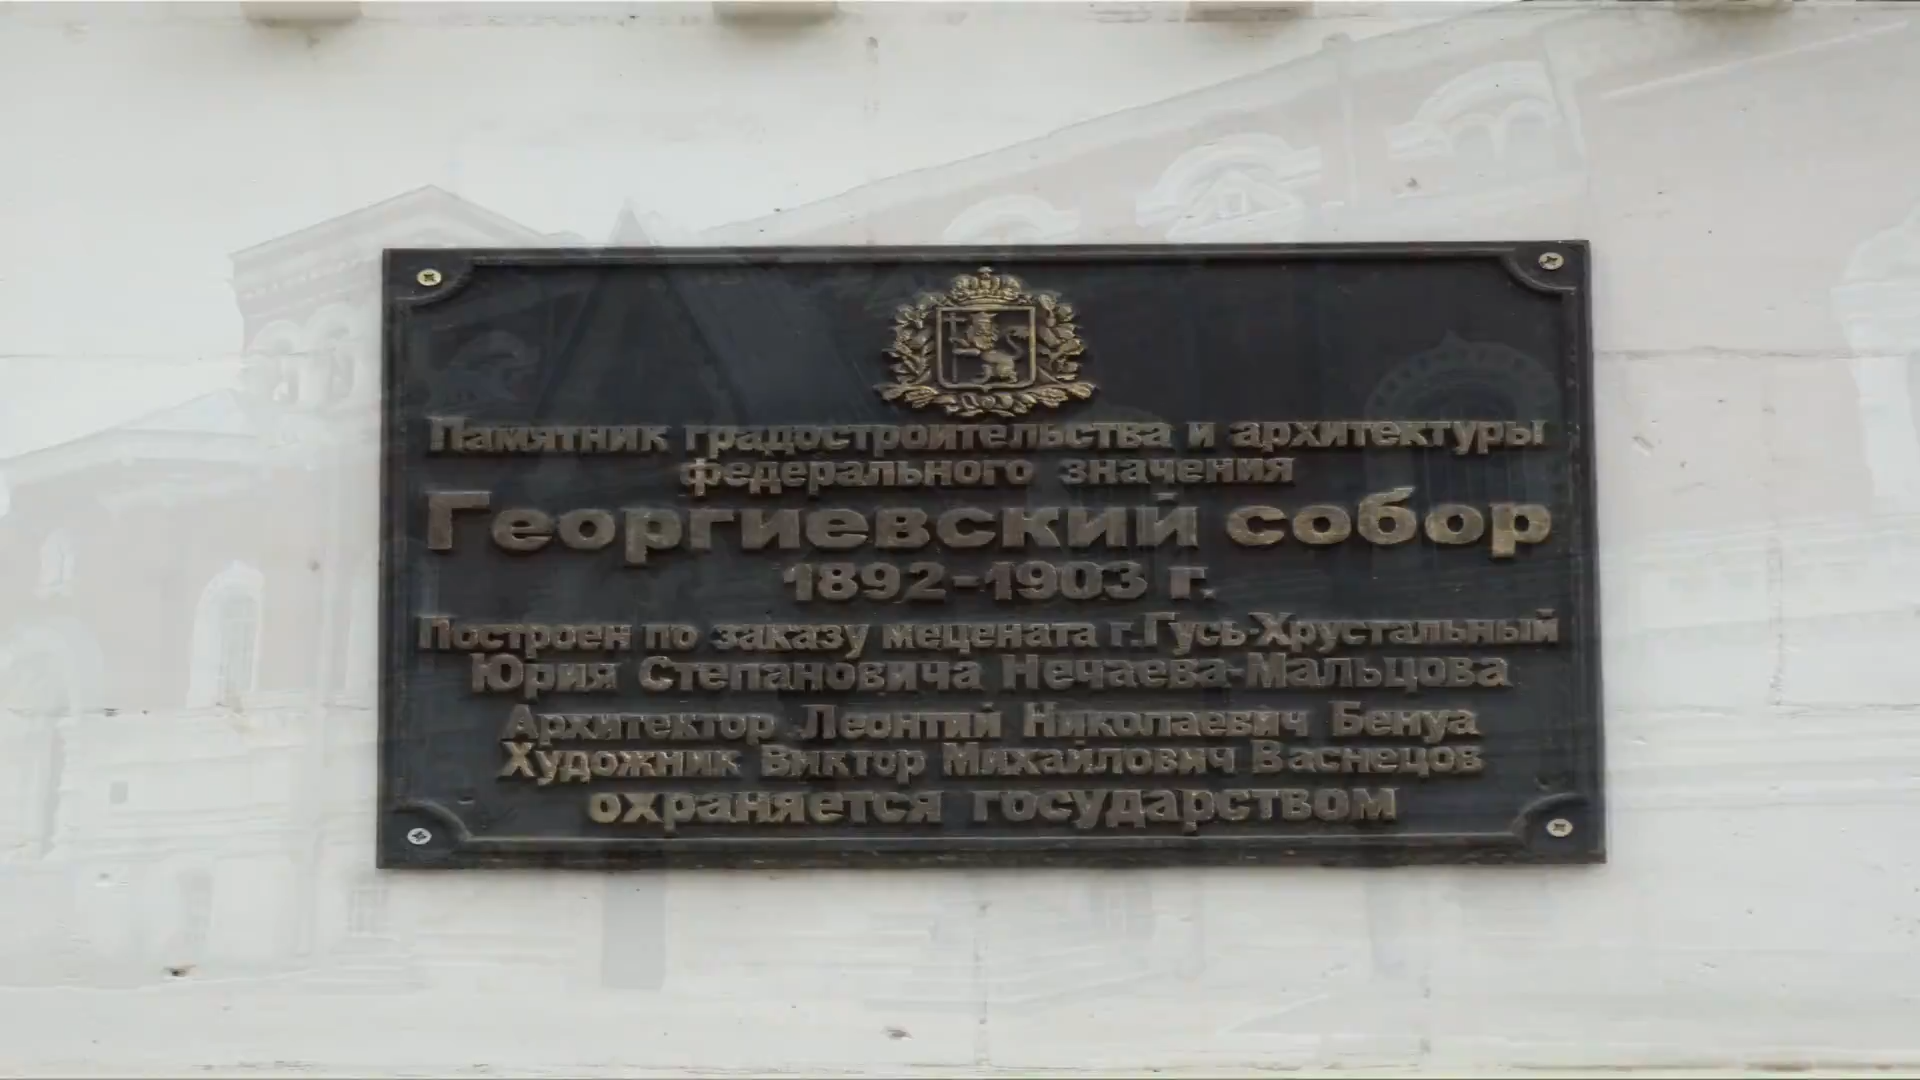 Памятник градостроительства и архитектуры
федерального значения
Георгиевский собор
1892-1903 г.
Построен по заказу мецената г.Гусь-Хрустальный
Юрия Степановича Нечаева-Мальцова
Архитектор Леонтий Николаевич Бенуа
Художник Виктор Михайлович Васнецов
охраняется государством